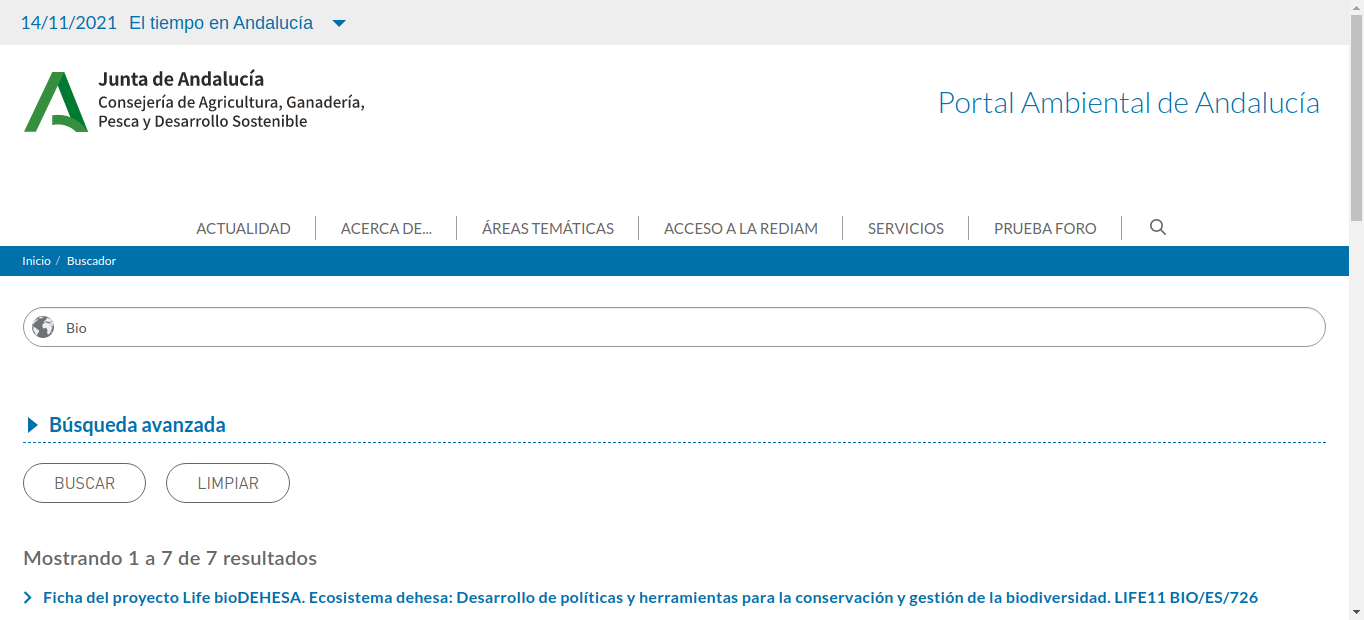 14/11/2021 El tiempo en Andalucía
Junta de Andalucía
Consejería de Agricultura, Ganadería,
Pesca y Desarrollo Sostenible
Portal Ambiental de Andalucía
ACTUALIDAD ACERCA DE... ÁREAS TEMÁTICAS ACCESO A LA REDIAM SERVICIOS PRUEBA FORO
Inicio / Buscador
Bio
Búsqueda avanzada
BUSCAR LIMPIAR
Mostrando 1 a 7 de 7 resultados
Ficha del proyecto Life bioDEHESA. Ecosistema dehesa: Desarrollo de políticas y herramientas para la conservación y gestión de la biodiversidad. LIFE11 BIO/ES/726